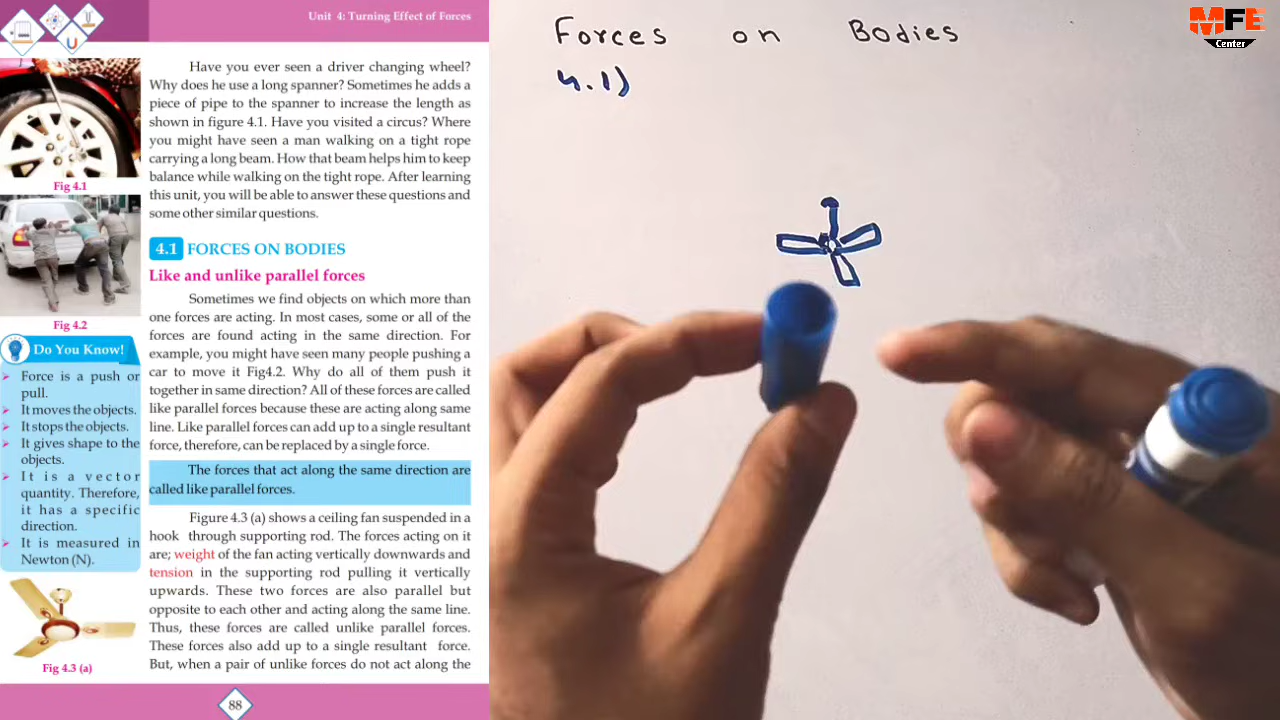 Unit 4: Turning Effect of Forces
Have you ever seen a driver changing wheel?
Why does he use a long spanner? Sometimes he adds a
piece of pipe to the spanner to increase the length as
shown in figure 4.1. Have you visited a circus? Where
you might have seen a man walking on a tight rope
carrying a long beam. How that beam helps him to keep
balance while walking on the tight rope. After learning
this unit, you will be able to answer these questions and
some other similar questions.
Fig 4.1
Fig 4.2
4.1 FORCES ON BODIES
Like and unlike parallel forces
Sometimes we find objects on which more than
one forces are acting. In most cases, some or all of the
forces are found acting in the same direction. For
example, you might have seen many people pushing a
car to move it Fig4.2. Why do all of them push it
together in same direction? All of these forces are called
like parallel forces because these are acting along same
line. Like parallel forces can add up to a single resultant
force, therefore, can be replaced by a single force.
The forces that act along the same direction are
called like parallel forces.
Figure 4.3 (a) shows a ceiling fan suspended in a
hook through supporting rod. The forces acting on it
are; weight of the fan acting vertically downwards and
tension in the supporting rod pulling it vertically
upwards. These two forces are also parallel but
opposite to each other and acting along the same line.
Thus, these forces are called unlike parallel forces.
These forces also add up to a single resultant force.
But, when a pair of unlike forces do not act along the
Do You Know!
Force is a push or
pull.
It moves the objects.
It stops the objects.
It gives shape to the
objects.
It is a vector
quantity. Therefore,
it has a specific
direction.
It is measured in
Newton (N).
Fig 4.3 (a)
88
Forces on Bodies
4.1)
MFE
Center